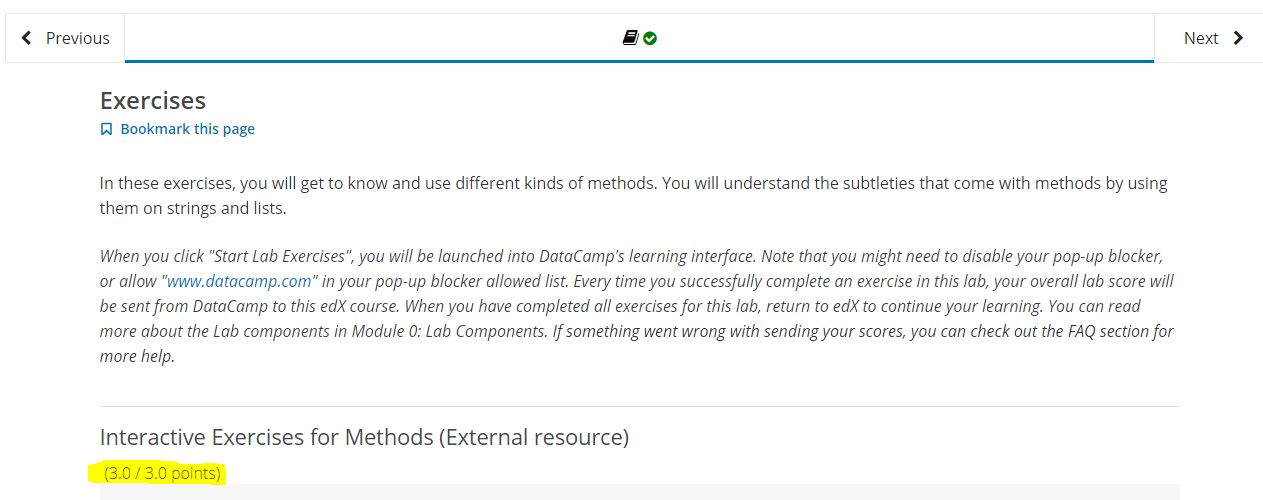 Previous
Next
Exercises
Bookmark this page
In these exercises, you will get to know and use different kinds of methods. You will understand the subtleties that come with methods by using
them on strings and lists.
When you click "Start Lab Exercises", you will be launched into DataCamp's learning interface. Note that you might need to disable your pop-up blocker,
or allow "www.datacamp.com" in your pop-up blocker allowed list. Every time you successfully complete an exercise in this lab, your overall lab score will
be sent from DataCamp to this edX course. When you have completed all exercises for this lab, return to edX to continue your learning. You can read
more about the Lab components in Module 0: Lab Components. If something went wrong with sending your scores, you can check out the FAQ section for
more help.
Interactive Exercises for Methods (External resource)
(3.0 / 3.0 points)